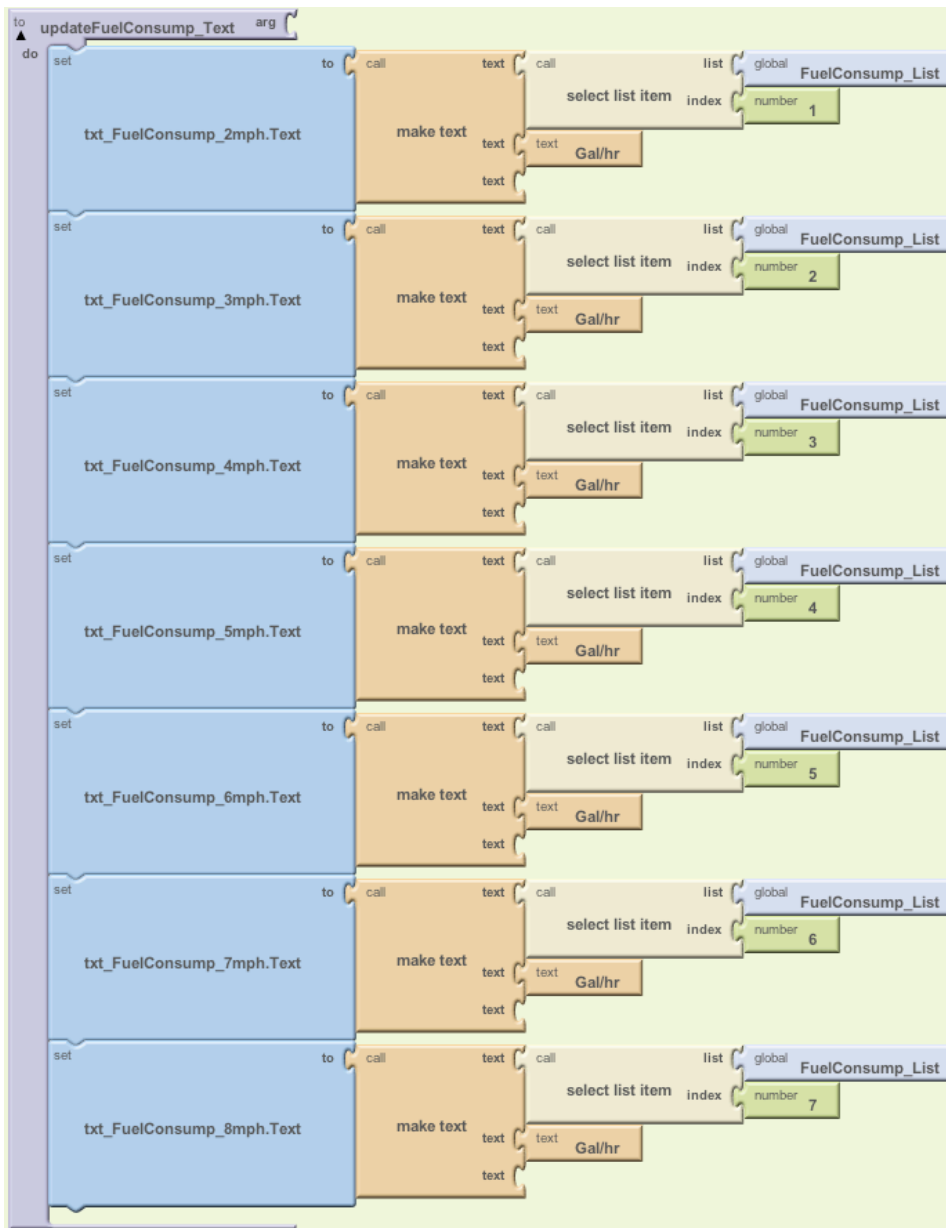 to updateFuelConsump_Text arg
do set to call text call list global FuelConsump_List
select list item index number 1
txt_FuelConsump_2mph.Text make text
text text Gal/hr
text
set to call text call list global FuelConsump_List
select list item index number 2
txt_FuelConsump_3mph.Text make text
text text Gal/hr
text
set to call text call list global FuelConsump_List
select list item index number 3
txt_FuelConsump_4mph.Text make text
text text Gal/hr
text
set to call text call list global FuelConsump_List
select list item index number 4
txt_FuelConsump_5mph.Text make text
text text Gal/hr
text
set to call text call list global FuelConsump_List
select list item index number 5
txt_FuelConsump_6mph.Text make text
text text Gal/hr
text
set to call text call list global FuelConsump_List
select list item index number 6
txt_FuelConsump_7mph.Text make text
text text Gal/hr
text
set to call text call list global FuelConsump_List
select list item index number 7
txt_FuelConsump_8mph.Text make text
text text Gal/hr
text